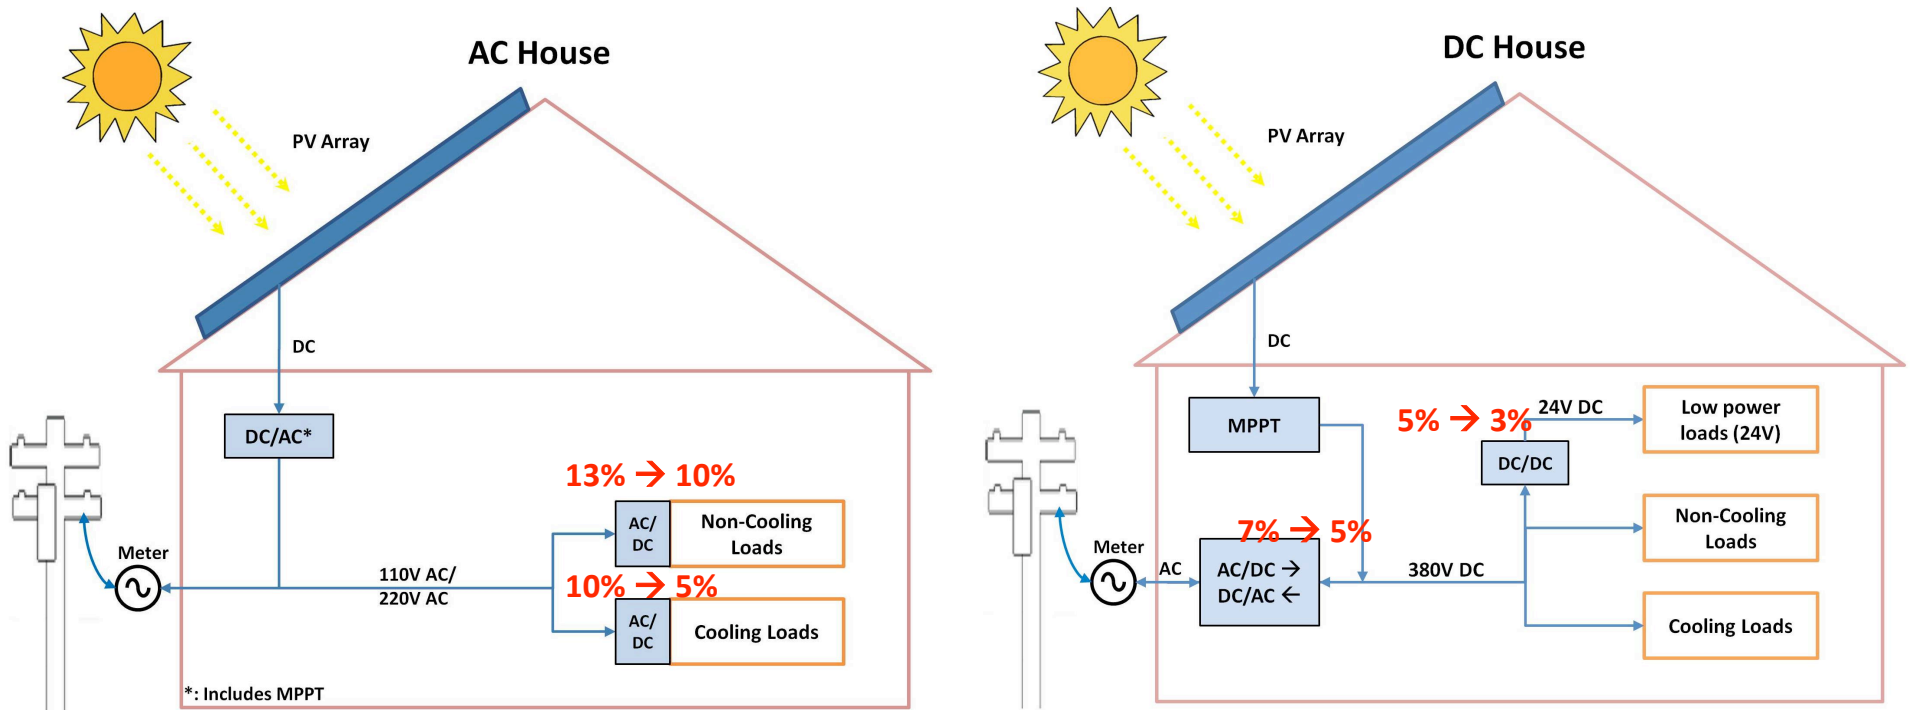 AC House
PV Array
DC
DC/AC*
13% → 10%
AC/
DC
Non-Cooling
Loads
Meter
110V AC/
220V AC
10% → 5%
AC/
DC
Cooling Loads
*: Includes MPPT
DC House
PV Array
DC
MPPT
5% → 3%
24V DC
Low power
loads (24V)
DC/DC
7% → 5%
Non-Cooling
Loads
Meter
AC
AC/DC →
DC/AC ←
380V DC
Cooling Loads